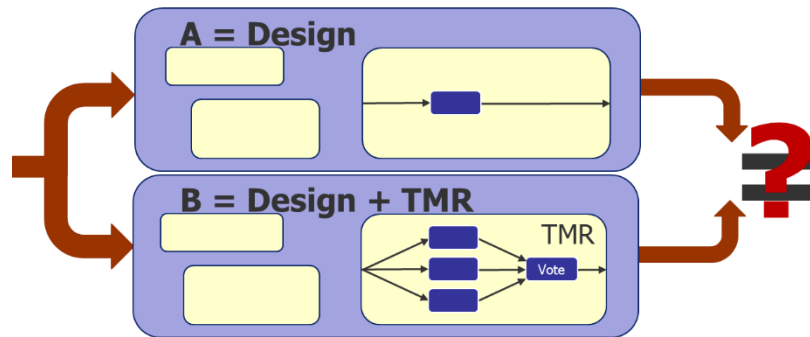 A = Design
B = Design + TMR
TMR
Vote
=?